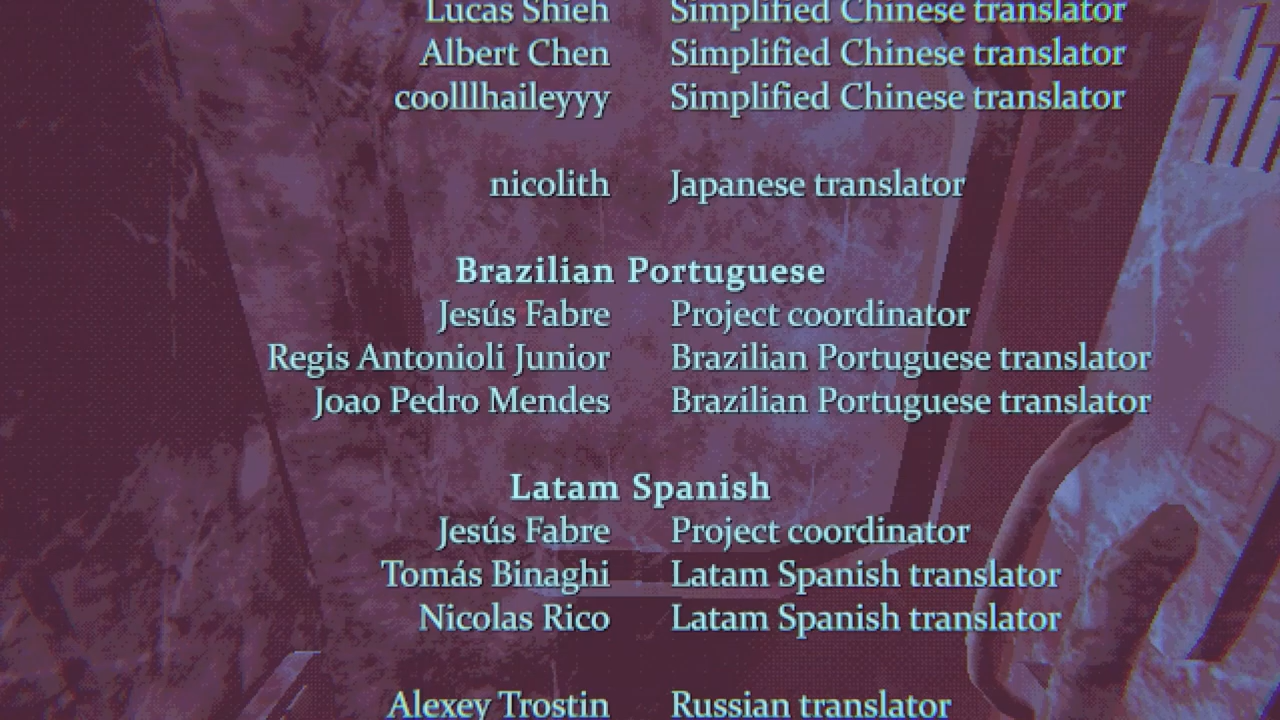 Lucas Shieh Simplified Chinese translator
Albert Chen Simplified Chinese translator
coollllhaileyyy Simplified Chinese translator
nicolith Japanese translator
Brazilian Portuguese
Jesús Fabre Project coordinator
Regis Antonioli Junior Brazilian Portuguese translator
Joao Pedro Mendes Brazilian Portuguese translator
Latam Spanish
Jesús Fabre Project coordinator
Tomás Binaghi Latam Spanish translator
Nicolas Rico Latam Spanish translator
Alexey Trostin Russian translator